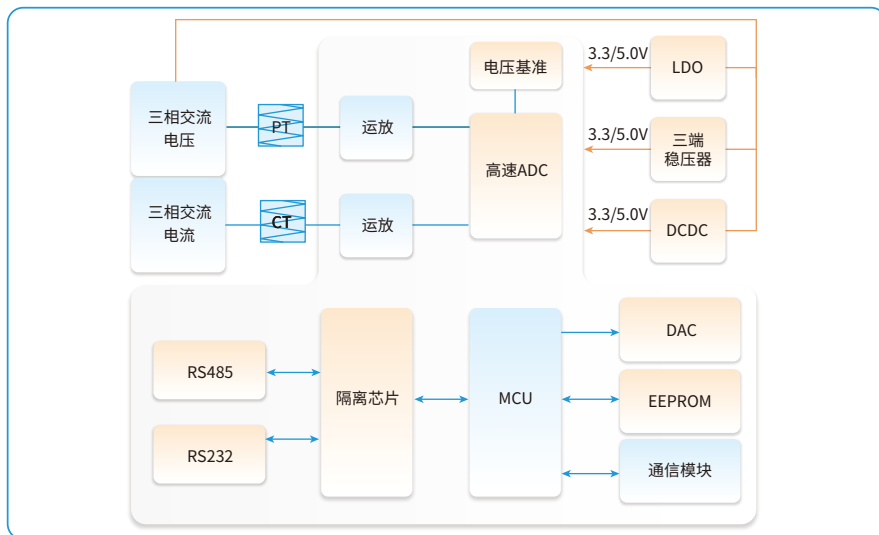 电压基准
3.3/5.0V
LDO
三相交流
电压
PT
运放
高速ADC
3.3/5.0V
三端
稳压器
三相交流
电流
CT
运放
3.3/5.0V
DCDC
RS485
RS232
隔离芯片
MCU
DAC
EEPROM
通信模块